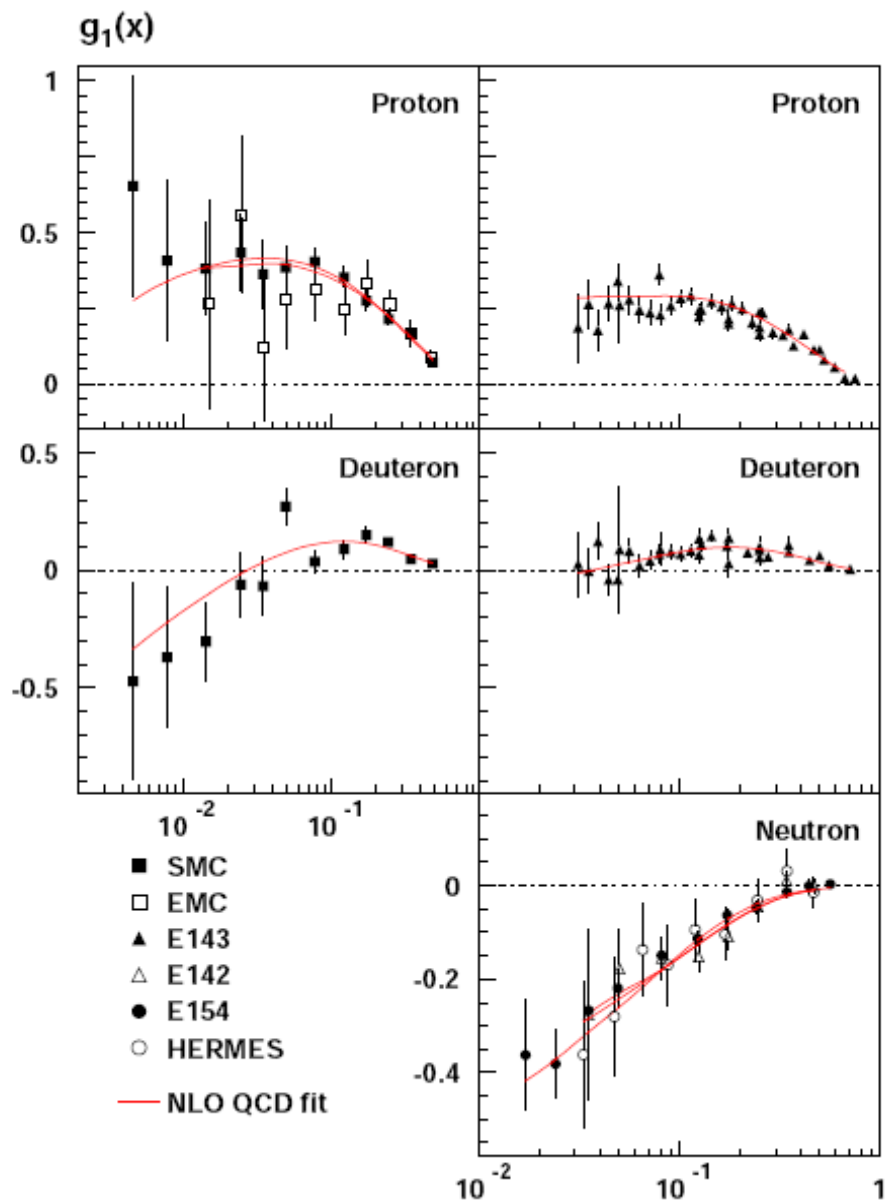 g₁(x)
1
Proton
Proton
0.5
0
0.5
Deuteron
Deuteron
0
-0.5
10⁻²
10⁻¹
Neutron
0
-0.2
-0.4
SMC
EMC
E143
E142
E154
HERMES
NLO QCD fit
10⁻²
10⁻¹
1